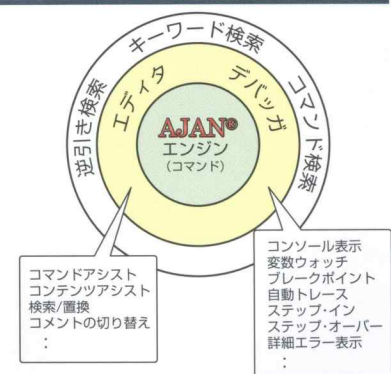 キーワード検索
逆引き検索
コマンド検索
エディタ
デバッガ
AJAN®
エンジン
(コマンド)
コマンドアシスト
コンテンツアシスト
検索/置換
コメントの切り替え
:
コンソール表示
変数ウォッチ
ブレークポイント
自動トレース
ステップ・イン
ステップ・オーバー
詳細エラー表示
: